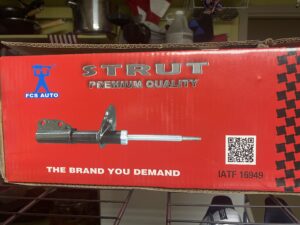 STRUT
PREMIUM QUALITY
FCS AUTO
THE BRAND YOU DEMAND
IATF 16949